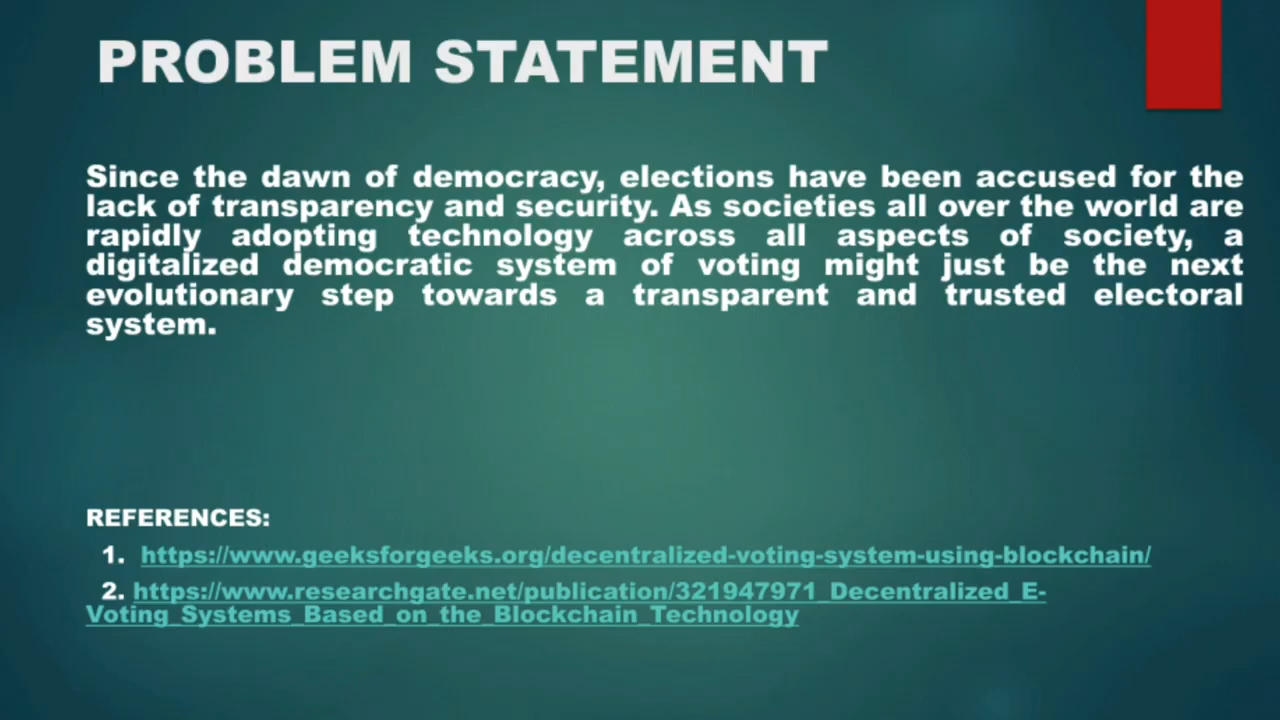 PROBLEM STATEMENT
Since the dawn of democracy, elections have been accused for the
lack of transparency and security. As societies all over the world are
rapidly adopting technology across all aspects of society, a
digitalized democratic system of voting might just be the next
evolutionary step towards a transparent and trusted electoral
system.
REFERENCES:
1. https://www.geeksforgeeks.org/decentralized-voting-system-using-blockchain/
2. https://www.researchgate.net/publication/321947971_Decentralized_E-
Voting_Systems_Based_on_the_Blockchain_Technology